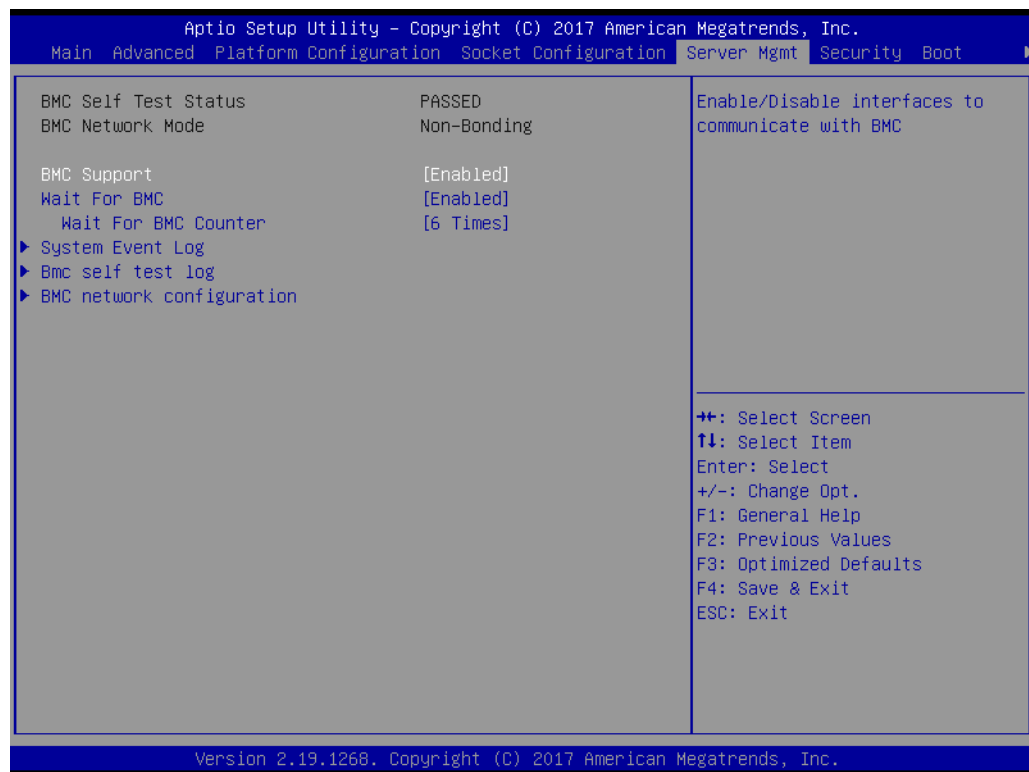 Aptio Setup Utility – Copyright (C) 2017 American Megatrends, Inc.
Main Advanced Platform Configuration Socket Configuration Server Mgmt Security Boot
BMC Self Test Status PASSED
BMC Network Mode Non-Bonding
BMC Support [Enabled]
Wait For BMC [Enabled]
Wait For BMC Counter [6 Times]
System Event Log
Bmc self test log
BMC network configuration
Enable/Disable interfaces to
communicate with BMC
→←: Select Screen
↑↓: Select Item
Enter: Select
+/-: Change Opt.
F1: General Help
F2: Previous Values
F3: Optimized Defaults
F4: Save & Exit
ESC: Exit
Version 2.19.1268. Copyright (C) 2017 American Megatrends, Inc.